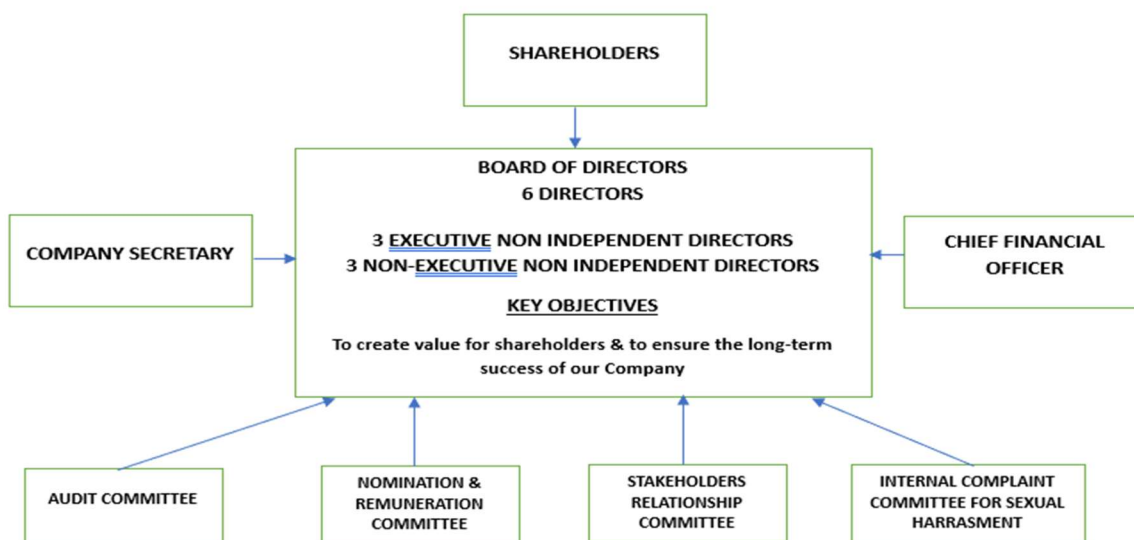 SHAREHOLDERS
BOARD OF DIRECTORS
6 DIRECTORS
3 EXECUTIVE NON INDEPENDENT DIRECTORS
3 NON-EXECUTIVE NON INDEPENDENT DIRECTORS
KEY OBJECTIVES
To create value for shareholders & to ensure the long-term
success of our Company
COMPANY SECRETARY
CHIEF FINANCIAL
OFFICER
AUDIT COMMITTEE
NOMINATION &
REMUNERATION
COMMITTEE
STAKEHOLDERS
RELATIONSHIP
COMMITTEE
INTERNAL COMPLAINT
COMMITTEE FOR SEXUAL
HARRASMENT